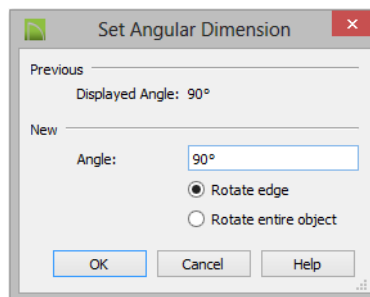 Set Angular Dimension
Previous
Displayed Angle: 90°
New
Angle: 90°
Rotate edge
Rotate entire object
OK Cancel Help